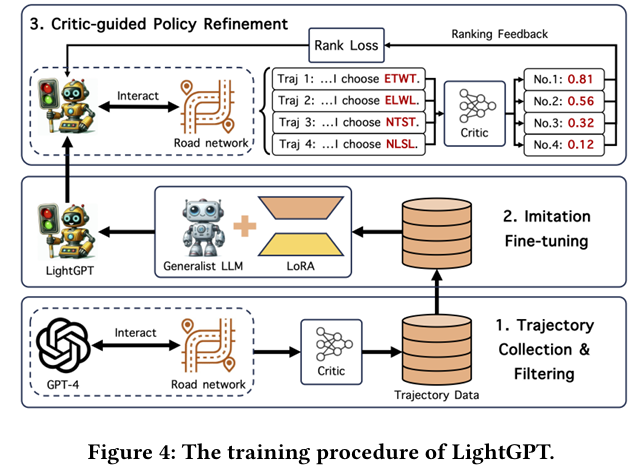 3. Critic-guided Policy Refinement
Rank Loss
Ranking Feedback
Interact
Road network
Traj 1: ...I choose ETWT.
Traj 2: ...I choose ELWL.
Traj 3: ...I choose NTST.
Traj 4: ...I choose NLSL.
Critic
No.1: 0.81
No.2: 0.56
No.3: 0.32
No.4: 0.12
LightGPT
Generalist LLM
LoRA
2. Imitation
Fine-tuning
GPT-4
Interact
Road network
Critic
Trajectory Data
1. Trajectory
Collection &
Filtering
Figure 4: The training procedure of LightGPT.